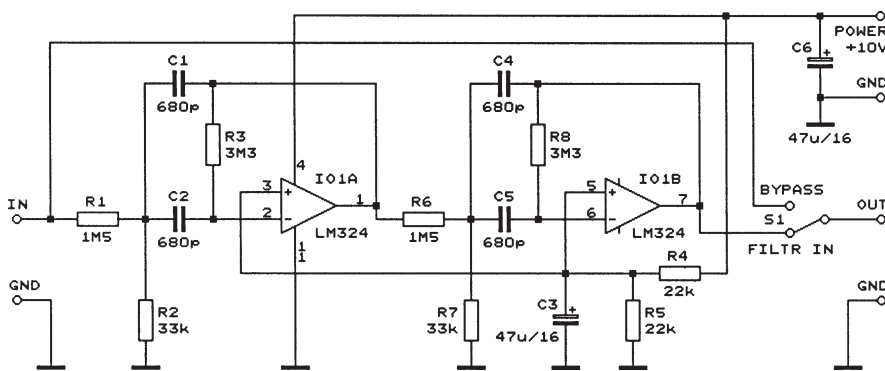 POWER
+10V
C6
GND
47u/16
C1
680p
R3
3M3
C4
680p
R8
3M3
4
IO1A
3
+
1
2
−
LM324
1
1
IO1B
5
+
7
6
−
LM324
IN
R1
1M5
C2
680p
R6
1M5
C5
680p
BYPASS
S1
OUT
FILTR IN
R4
22k
GND
R2
33k
R7
33k
C3
+
47u/16
R5
22k
GND
+